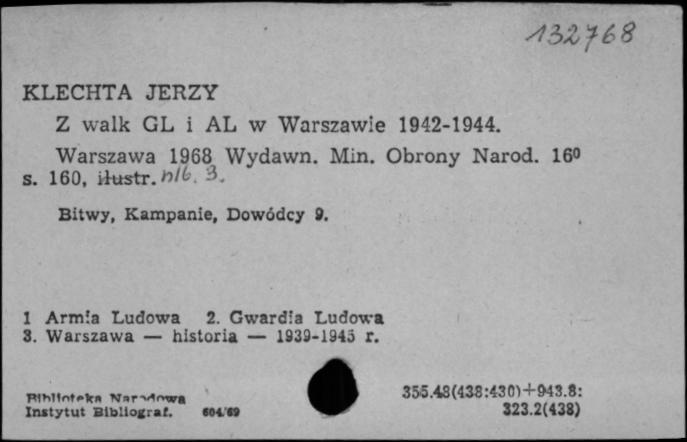 132768
KLECHTA JERZY
Z walk GL i AL w Warszawie 1942-1944.
Warszawa 1968 Wydawn. Min. Obrony Narod. 16⁰
s. 160, ilustr. nlb. 3.
Bitwy, Kampanie, Dowódcy 9.
1 Armia Ludowa 2. Gwardia Ludowa
3. Warszawa — historia — 1939-1945 r.
Biblioteka Narodowa
Instytut Bibliograf. 604/69
355.48(438:430)+943.8:
323.2(438)